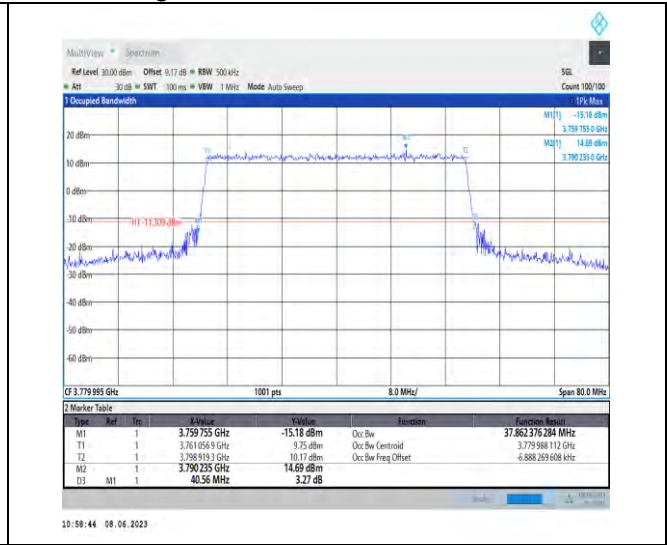 MultiView Spectrum
Ref Level 30.00 dBm Offset 9.17 dB RBW 500 kHz SGL
Att 30 dB SWT 100 ms VBW 1 MHz Mode Auto Sweep Count 100/100
1 Occupied Bandwidth 1Pk Max
M1[1] -15.18 dBm
3.759 755 0 GHz
M2[1] 14.69 dBm
3.790 235 0 GHz
20 dBm
T1 M2 T2
10 dBm
0 dBm
-10 dBm
H1 -11.309 dBm
-20 dBm
-30 dBm
-40 dBm
-50 dBm
-60 dBm
CF 3.779 995 GHz 1001 pts 8.0 MHz/ Span 80.0 MHz
2 Marker Table
Type Ref Trc X-Value Y-Value Function Function Result
M1 1 3.759 755 GHz -15.18 dBm Occ Bw 37.862 376 284 MHz
T1 1 3.761 056 9 GHz 9.75 dBm Occ Bw Centroid 3.779 988 112 GHz
T2 1 3.798 919 3 GHz 10.17 dBm Occ Bw Freq Offset -6.888 269 608 kHz
M2 1 3.790 235 GHz 14.69 dBm
D3 M1 1 40.56 MHz 3.27 dB
10:58:44 08.06.2023